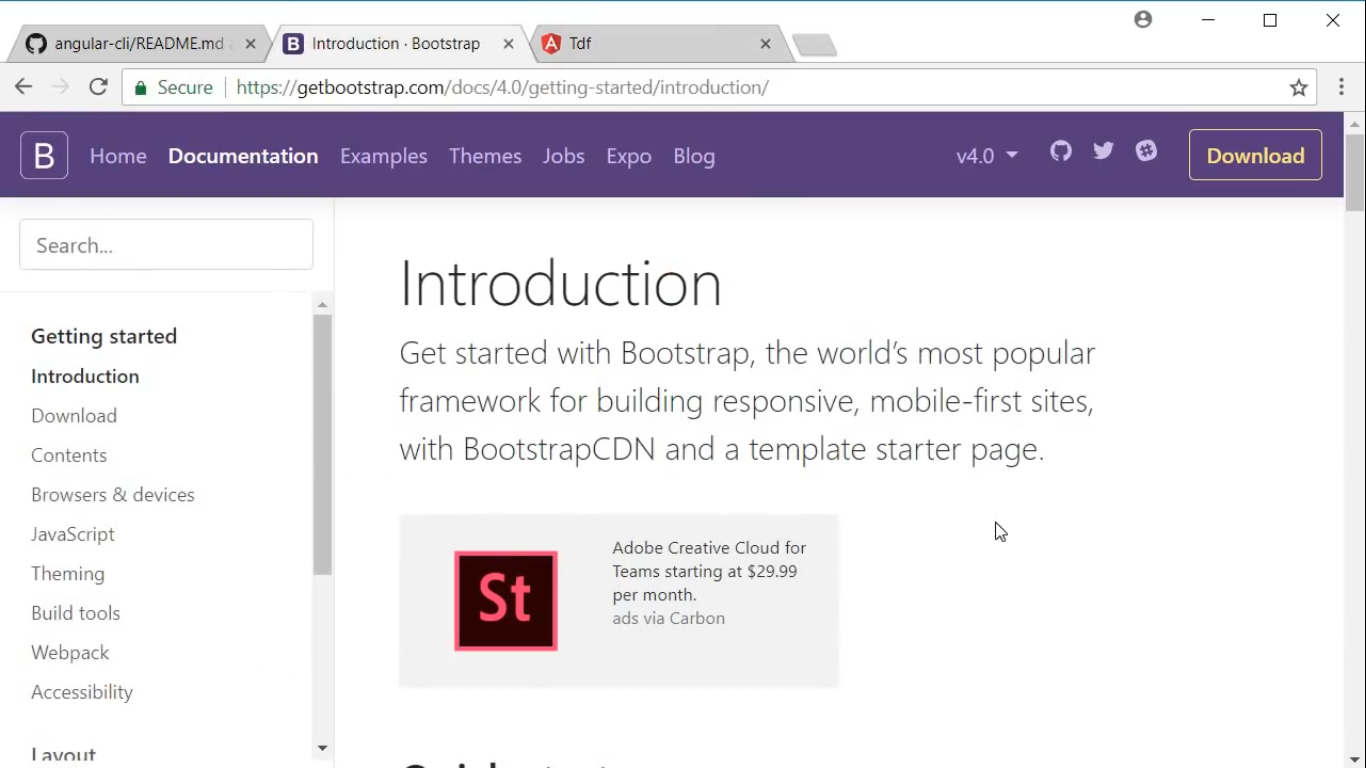 angular-cli/README.md
Introduction · Bootstrap
Tdf
Secure
https://getbootstrap.com/docs/4.0/getting-started/introduction/
B Home Documentation Examples Themes Jobs Expo Blog v4.0 Download
Search...
Getting started
Introduction
Download
Contents
Browsers & devices
JavaScript
Theming
Build tools
Webpack
Accessibility
Layout
Introduction
Get started with Bootstrap, the world’s most popular
framework for building responsive, mobile-first sites,
with BootstrapCDN and a template starter page.
St
Adobe Creative Cloud for
Teams starting at $29.99
per month.
ads via Carbon